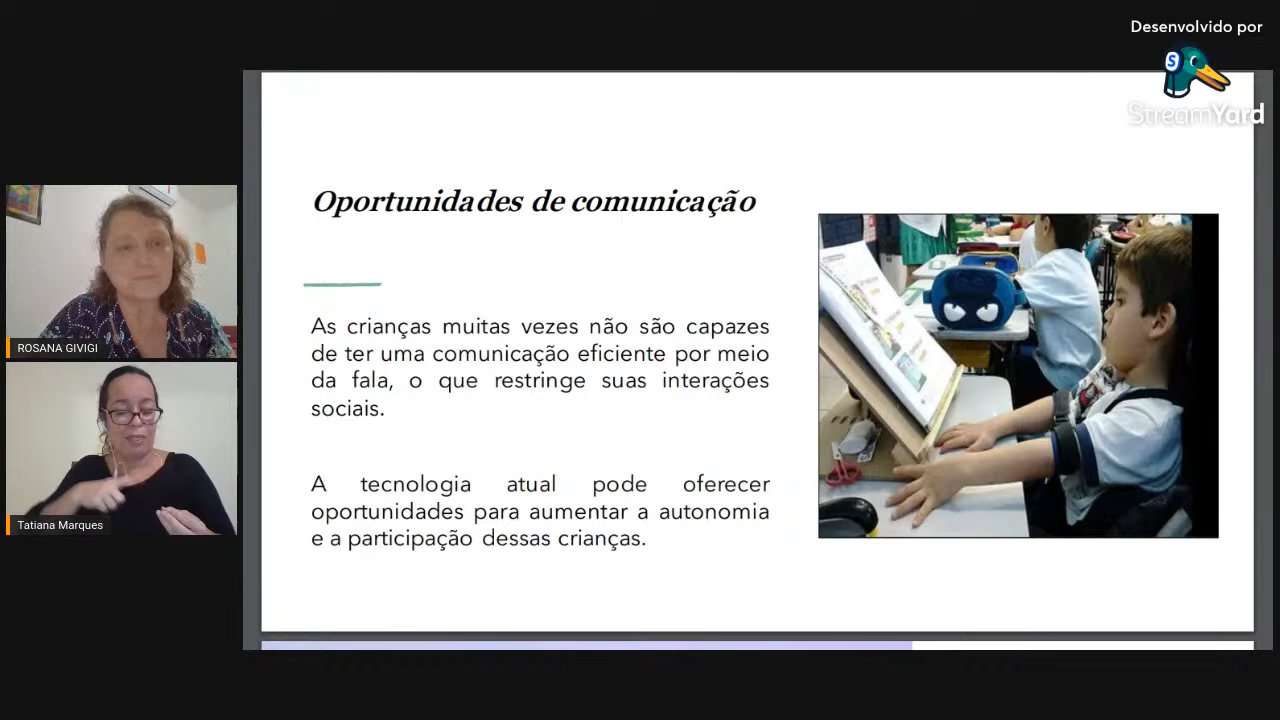 Desenvolvido por
StreamYard
Oportunidades de comunicação
As crianças muitas vezes não são capazes
de ter uma comunicação eficiente por meio
da fala, o que restringe suas interações
sociais.
A tecnologia atual pode oferecer
oportunidades para aumentar a autonomia
e a participação dessas crianças.
ROSANA GIVIGI
Tatiana Marques